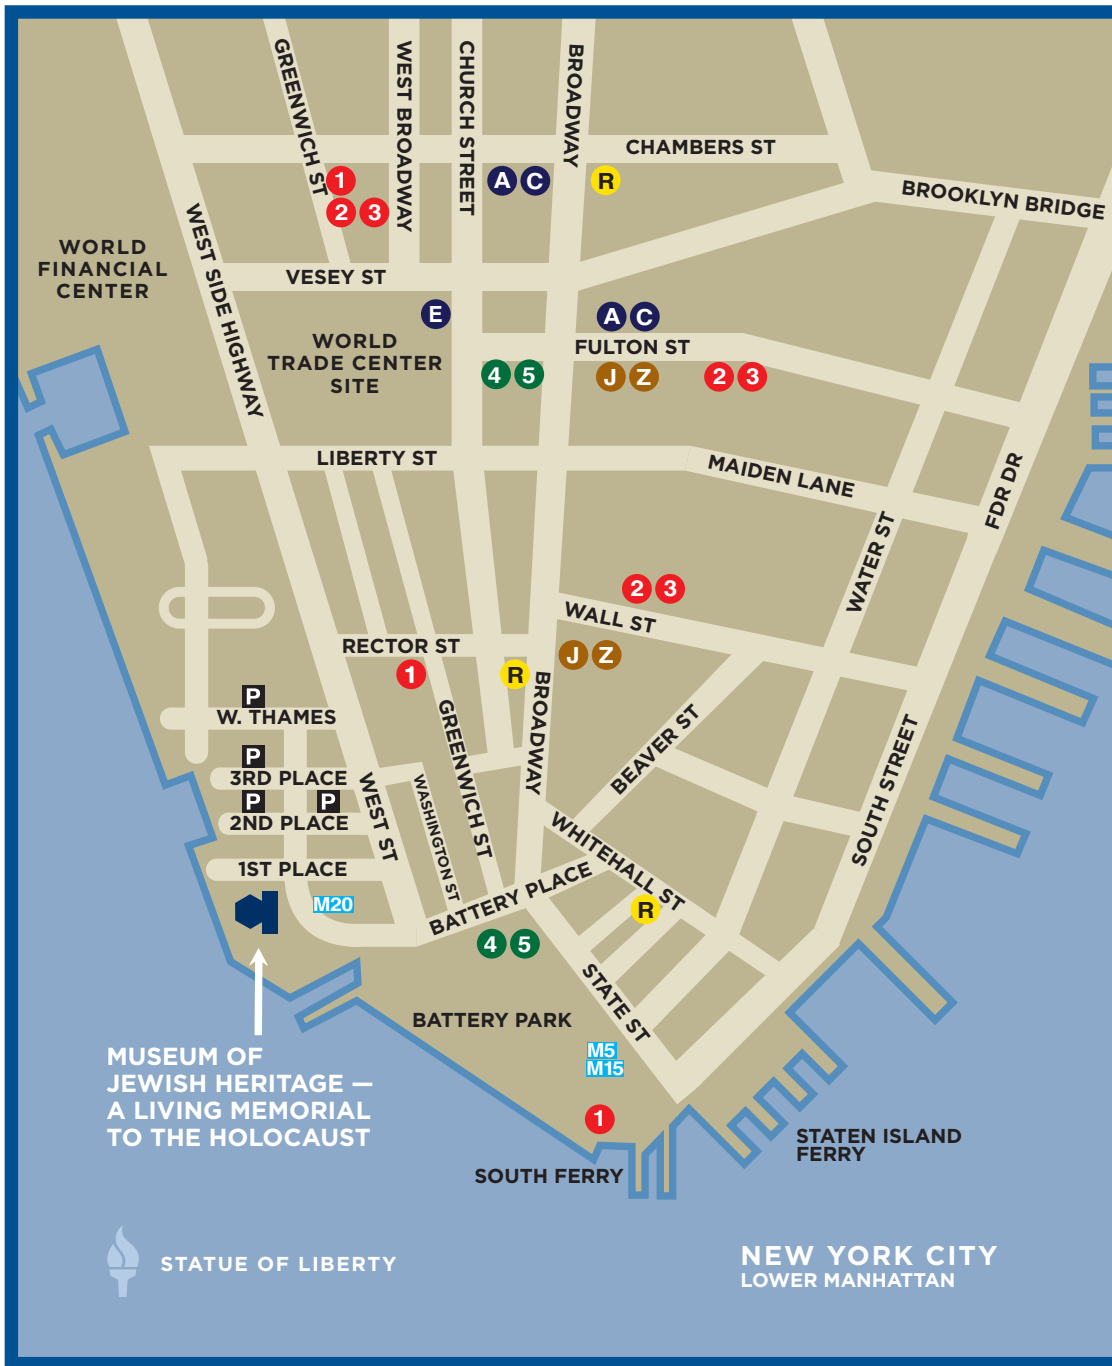 GREENWICH ST
WEST BROADWAY
CHURCH STREET
BROADWAY
CHAMBERS ST
1
A C
R
2 3
BROOKLYN BRIDGE
WORLD
FINANCIAL
CENTER
WEST SIDE HIGHWAY
VESEY ST
E
A C
WORLD
TRADE CENTER
SITE
FULTON ST
4 5
J Z
2 3
LIBERTY ST
MAIDEN LANE
FDR DR
WATER ST
2 3
WALL ST
RECTOR ST
J Z
1
R
P
W. THAMES
BROADWAY
GREENWICH ST
BEAVER ST
SOUTH STREET
P
3RD PLACE
WEST ST
WASHINGTON ST
P
P
2ND PLACE
WHITEHALL ST
1ST PLACE
M20
BATTERY PLACE
R
4 5
STATE ST
BATTERY PARK
M5
M15
MUSEUM OF
JEWISH HERITAGE —
A LIVING MEMORIAL
TO THE HOLOCAUST
1
STATEN ISLAND
FERRY
SOUTH FERRY
STATUE OF LIBERTY
NEW YORK CITY
LOWER MANHATTAN